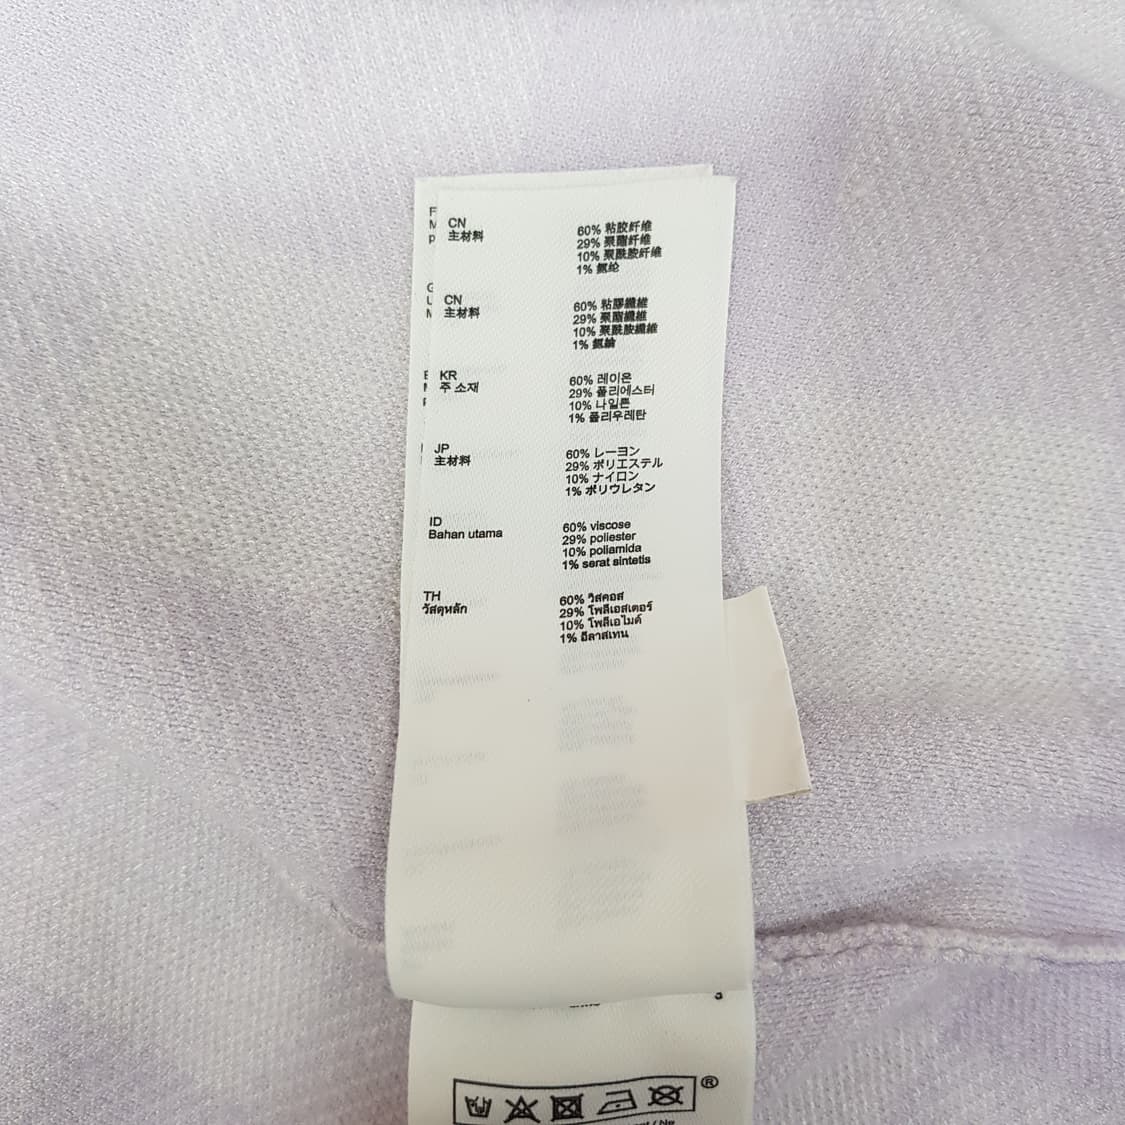 CN
主材料
60% 粘胶纤维
29% 聚酯纤维
10% 聚酰胺纤维
1% 氨纶
CN
主材料
60% 粘膠纖維
29% 聚酯纖維
10% 聚酰胺纖維
1% 氨綸
KR
주 소재
60% 레이온
29% 폴리에스터
10% 나일론
1% 폴리우레탄
JP
主材料
60% レーヨン
29% ポリエステル
10% ナイロン
1% ポリウレタン
ID
Bahan utama
60% viscose
29% poliester
10% poliamida
1% serat sintetis
TH
วัสดุหลัก
60% วิสคอส
29% โพลีเอสเตอร์
10% โพลีเอไมด์
1% อีลาสเทน
®